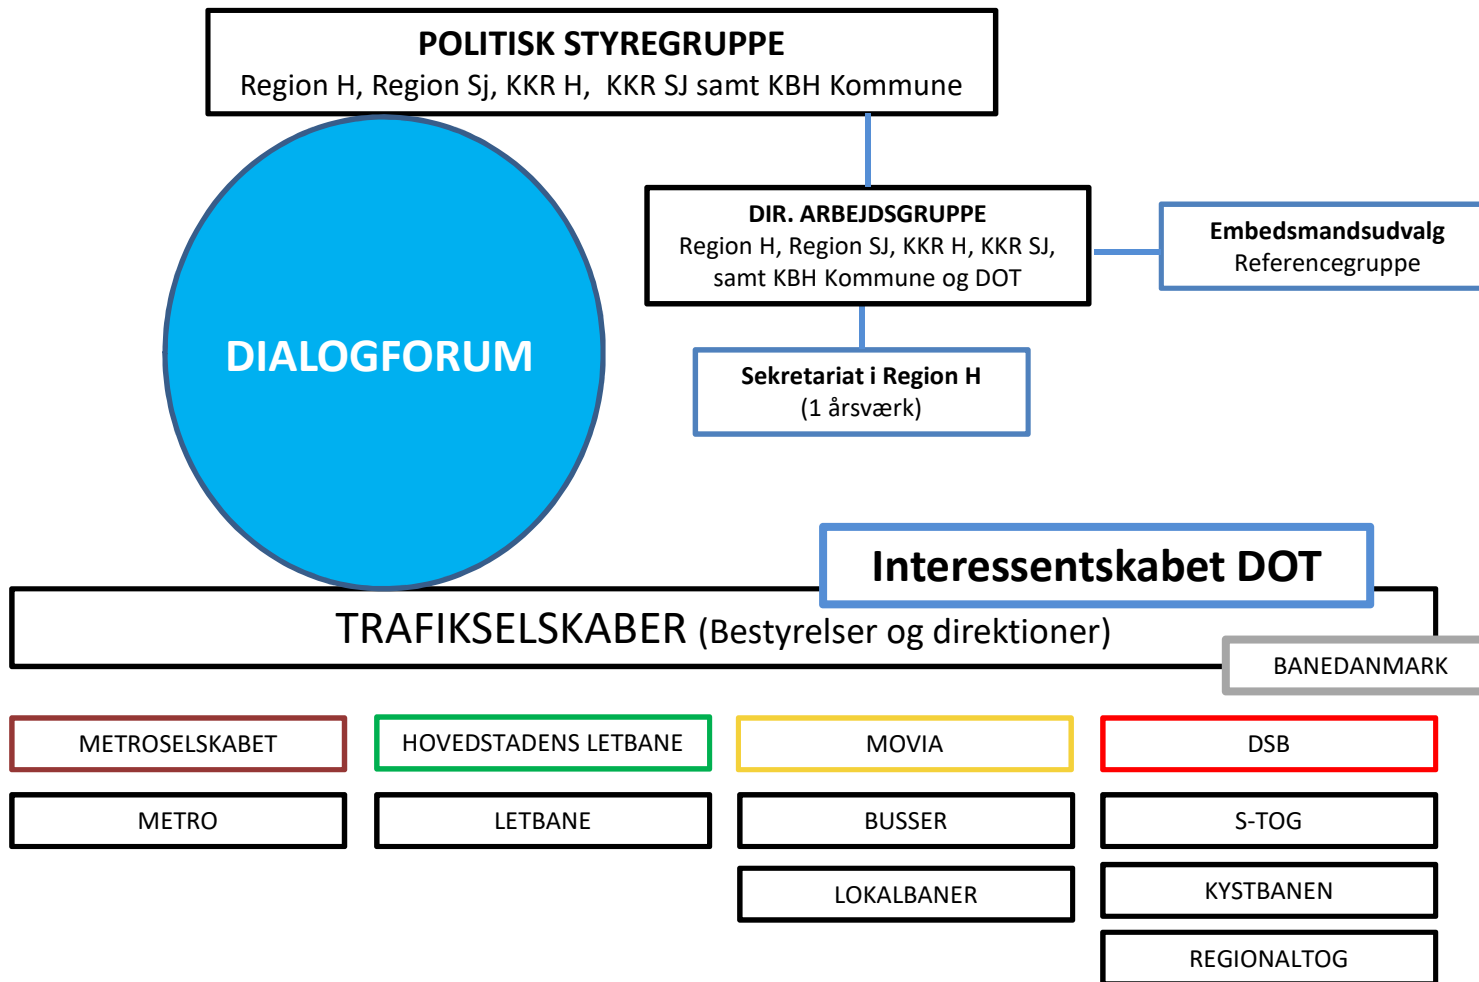 POLITISK STYREGRUPPE
Region H, Region Sj, KKR H, KKR SJ samt KBH Kommune
DIR. ARBEJDSGRUPPE
Region H, Region SJ, KKR H, KKR SJ,
samt KBH Kommune og DOT
Embedsmandsudvalg
Referencegruppe
DIALOGFORUM
Sekretariat i Region H
(1 årsværk)
Interessentskabet DOT
TRAFIKSELSKABER (Bestyrelser og direktioner)
BANEDANMARK
METROSELSKABET
HOVEDSTADENS LETBANE
MOVIA
DSB
METRO
LETBANE
BUSSER
S-TOG
LOKALBANER
KYSTBANEN
REGIONALTOG